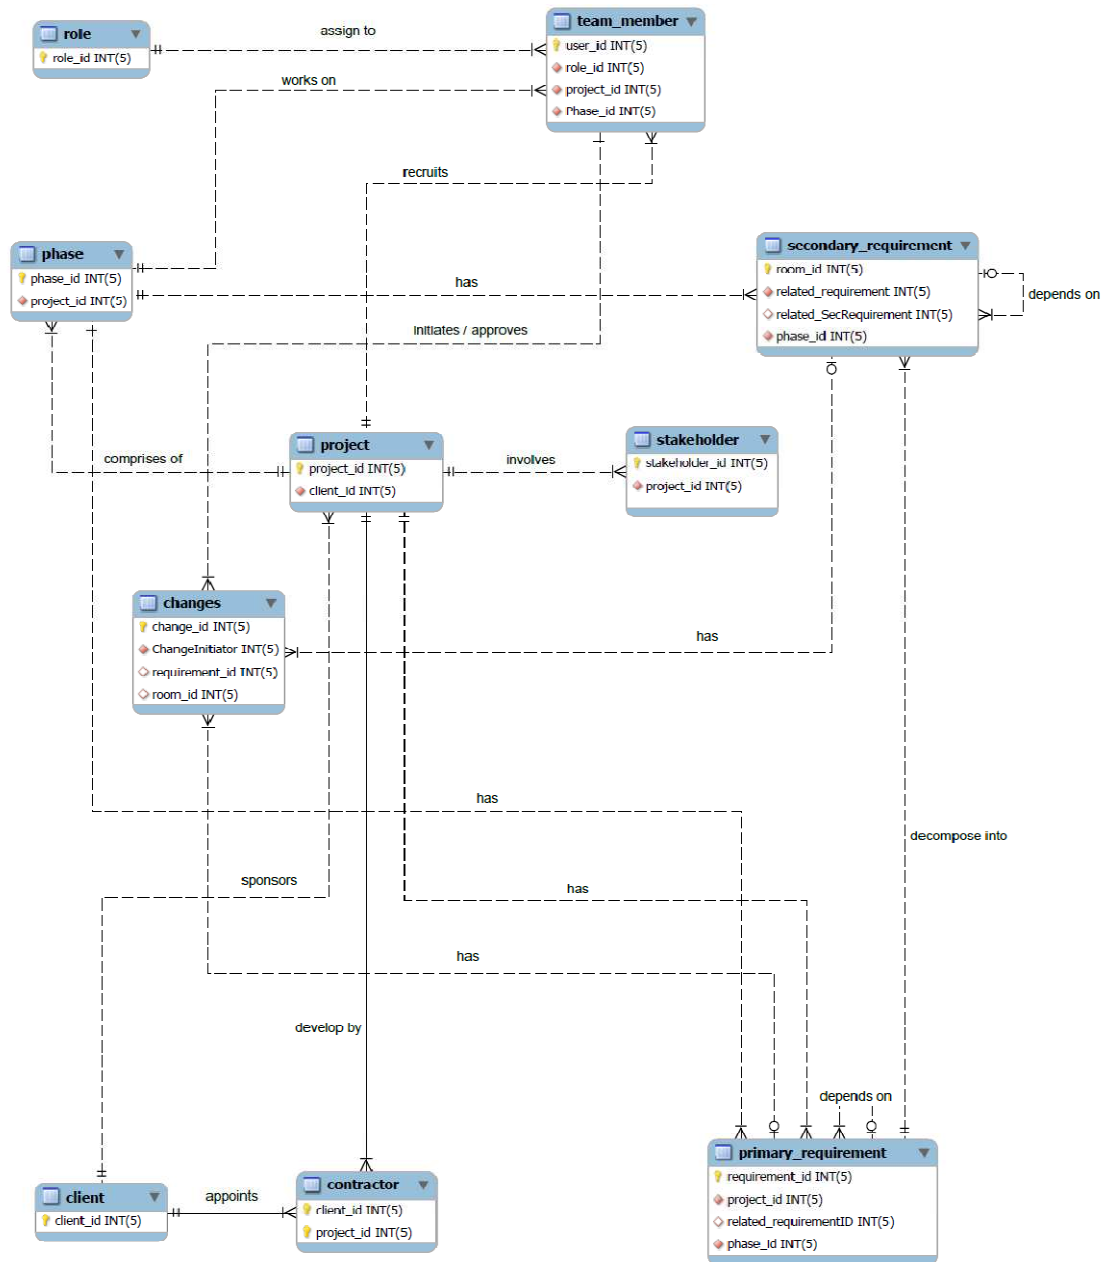 role
role_id INT(5)
assign to
team_member
user_id INT(5)
role_id INT(5)
project_id INT(5)
Phase_id INT(5)
works on
recruits
phase
phase_id INT(5)
project_id INT(5)
has
secondary_requirement
room_id INT(5)
related_requirement INT(5)
related_SecRequirement INT(5)
phase_id INT(5)
depends on
initiates / approves
comprises of
project
project_id INT(5)
client_id INT(5)
involves
stakeholder
stakeholder_id INT(5)
project_id INT(5)
changes
change_id INT(5)
ChangeInitiator INT(5)
requirement_id INT(5)
room_id INT(5)
has
has
decompose into
sponsors
has
has
develop by
depends on
primary_requirement
requirement_id INT(5)
project_id INT(5)
related_requirementID INT(5)
phase_id INT(5)
client
client_id INT(5)
appoints
contractor
client_id INT(5)
project_id INT(5)